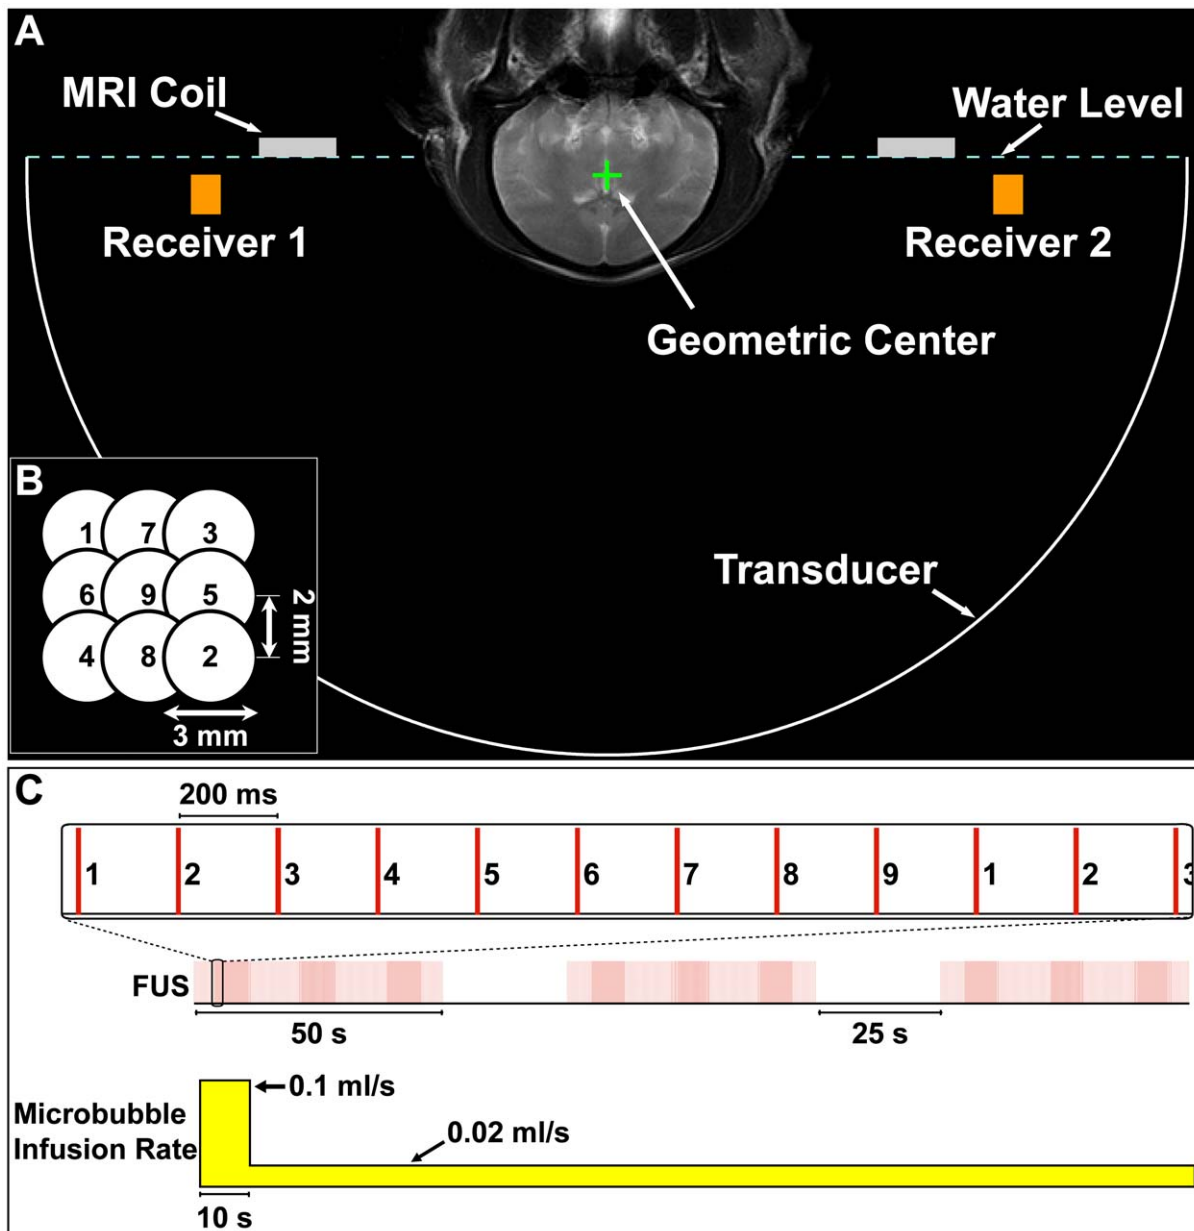 A
MRI Coil
Water Level
Receiver 1
Receiver 2
Geometric Center
B
1 7 3
6 9 5
4 8 2
2 mm
3 mm
Transducer
C
200 ms
1 2 3 4 5 6 7 8 9 1 2 3
FUS
50 s
25 s
0.1 ml/s
Microbubble
Infusion Rate
0.02 ml/s
10 s